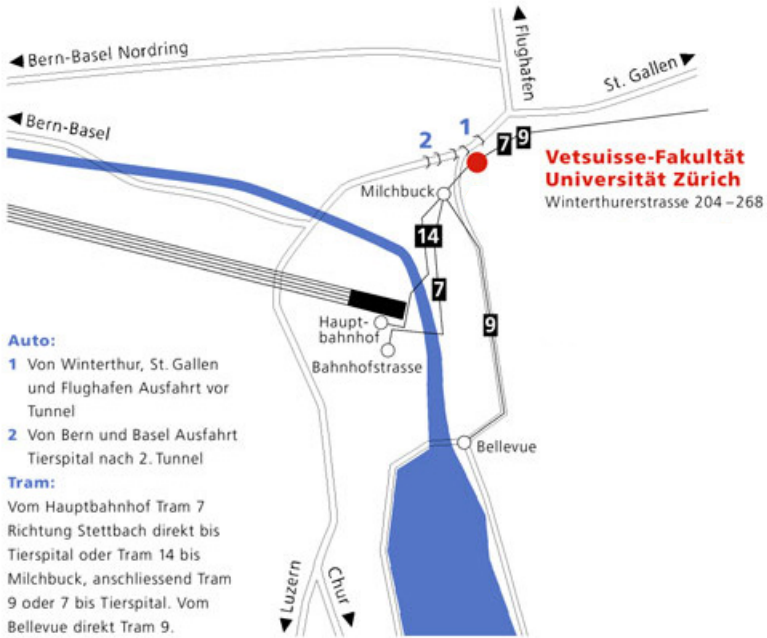 Bern-Basel Nordring
Flughafen
St. Gallen
Bern-Basel
2
1
7
9
Vetsuisse-Fakultät
Universität Zürich
Winterthurerstrasse 204–268
Milchbuck
14
7
9
Haupt-
bahnhof
Bahnhofstrasse
Bellevue
Auto:
1 Von Winterthur, St. Gallen
und Flughafen Ausfahrt vor
Tunnel
2 Von Bern und Basel Ausfahrt
Tierspital nach 2. Tunnel
Tram:
Vom Hauptbahnhof Tram 7
Richtung Stettbach direkt bis
Tierspital oder Tram 14 bis
Milchbuck, anschliessend Tram
9 oder 7 bis Tierspital. Vom
Bellevue direkt Tram 9.
Luzern
Chur